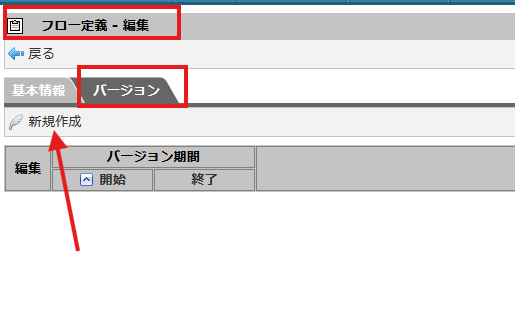 フロー定義 - 編集
戻る
基本情報 バージョン
新規作成
編集 バージョン期間
開始 終了